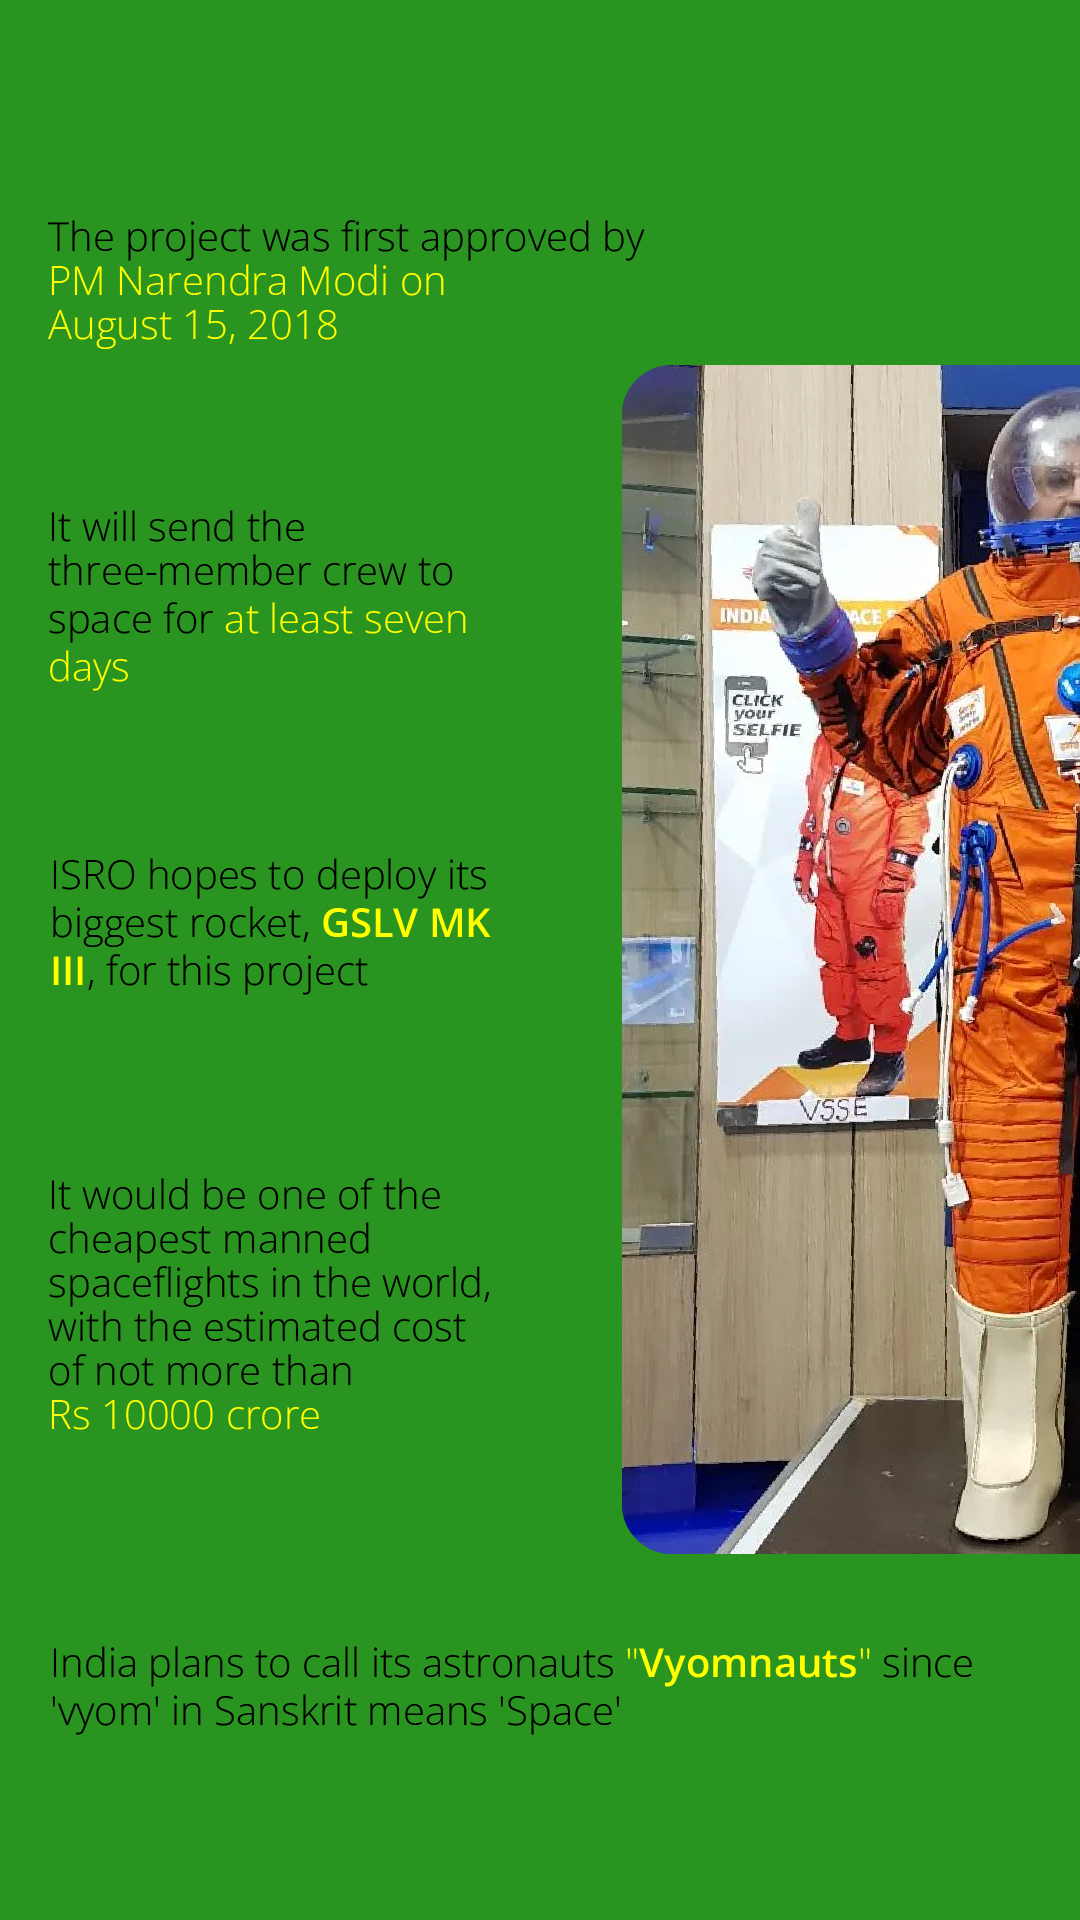 The project was first approved by
PM Narendra Modi on
August 15, 2018
It will send the
three-member crew to
space for at least seven
days
ISRO hopes to deploy its
biggest rocket, GSLV MK
III, for this project
It would be one of the
cheapest manned
spaceflights in the world,
with the estimated cost
of not more than
Rs 10000 crore
INDIA
CLICK
your
SELFIE
VSSE
India plans to call its astronauts "Vyomnauts" since
'vyom' in Sanskrit means 'Space'